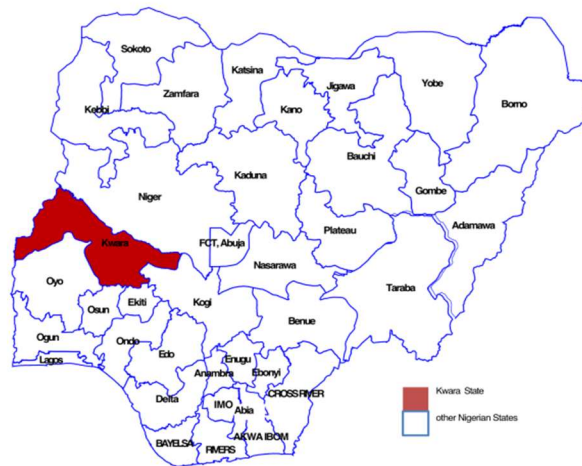 Sokoto
Katsina
Jigawa
Yobe
Borno
Kebbi
Zamfara
Kano
Bauchi
Kaduna
Gombe
Niger
Adamawa
Kwara
FCT, Abuja
Plateau
Nasarawa
Taraba
Oyo
Osun
Ekiti
Kogi
Benue
Ogun
Ondo
Edo
Lagos
Enugu
Anambra
Ebonyi
Delta
IMO
Abia
CROSS RIVER
BAYELSA
RIVERS
AKWA IBOM
Kwara State
other Nigerian States